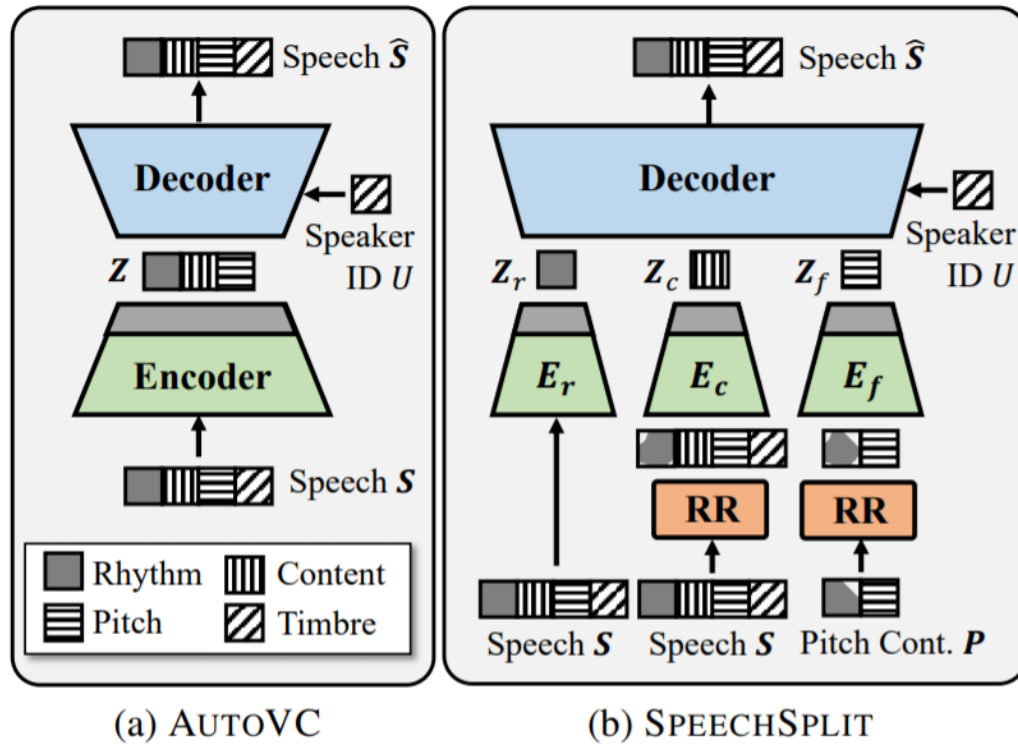 Speech Ŝ
Decoder
Speaker
ID U
Z
Encoder
Speech S
Rhythm
Content
Pitch
Timbre
(a) AUTOVC
Speech Ŝ
Decoder
Speaker
ID U
Z_r
Z_c
Z_f
E_r
E_c
E_f
RR
RR
Speech S
Speech S
Pitch Cont. P
(b) SPEECHSPLIT